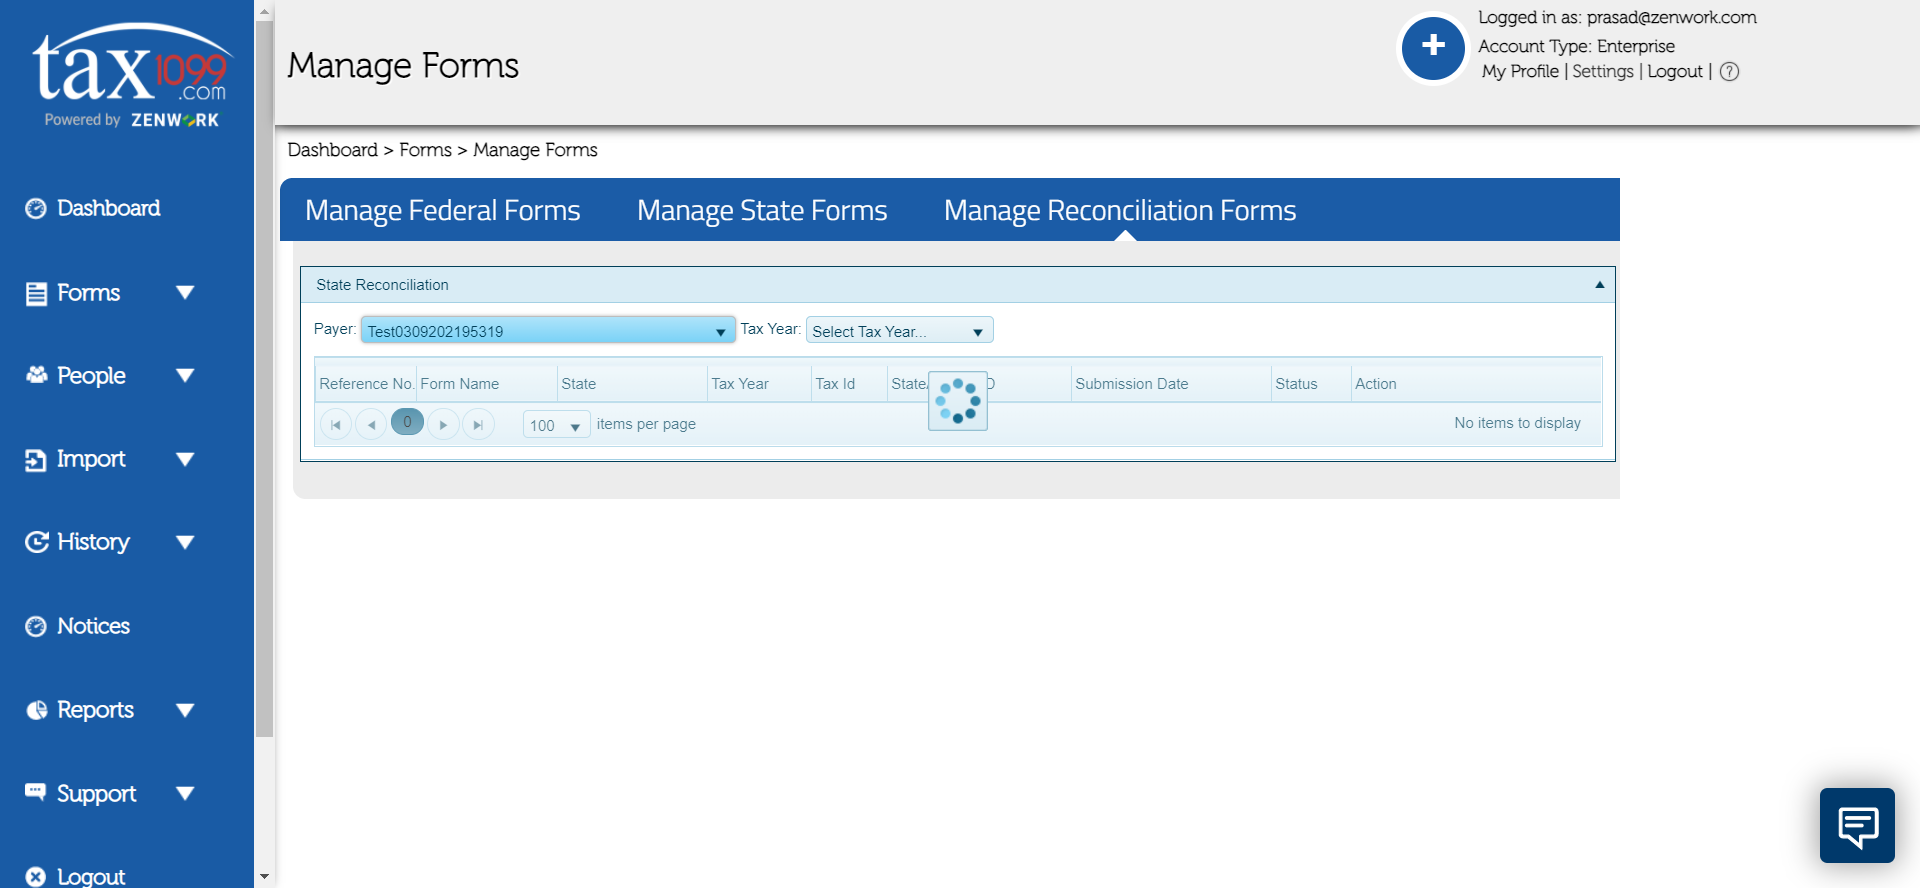 tax1099
.com
Powered by ZENWORK
Dashboard
Forms
People
Import
History
Notices
Reports
Support
Logout
Manage Forms
+
Logged in as: prasad@zenwork.com
Account Type: Enterprise
My Profile | Settings | Logout | ?
Dashboard > Forms > Manage Forms
Manage Federal Forms Manage State Forms Manage Reconciliation Forms
State Reconciliation
Payer: Test0309202195319 Tax Year: Select Tax Year...
Reference No. Form Name State Tax Year Tax Id State Submission Date Status Action
0 100 items per page No items to display